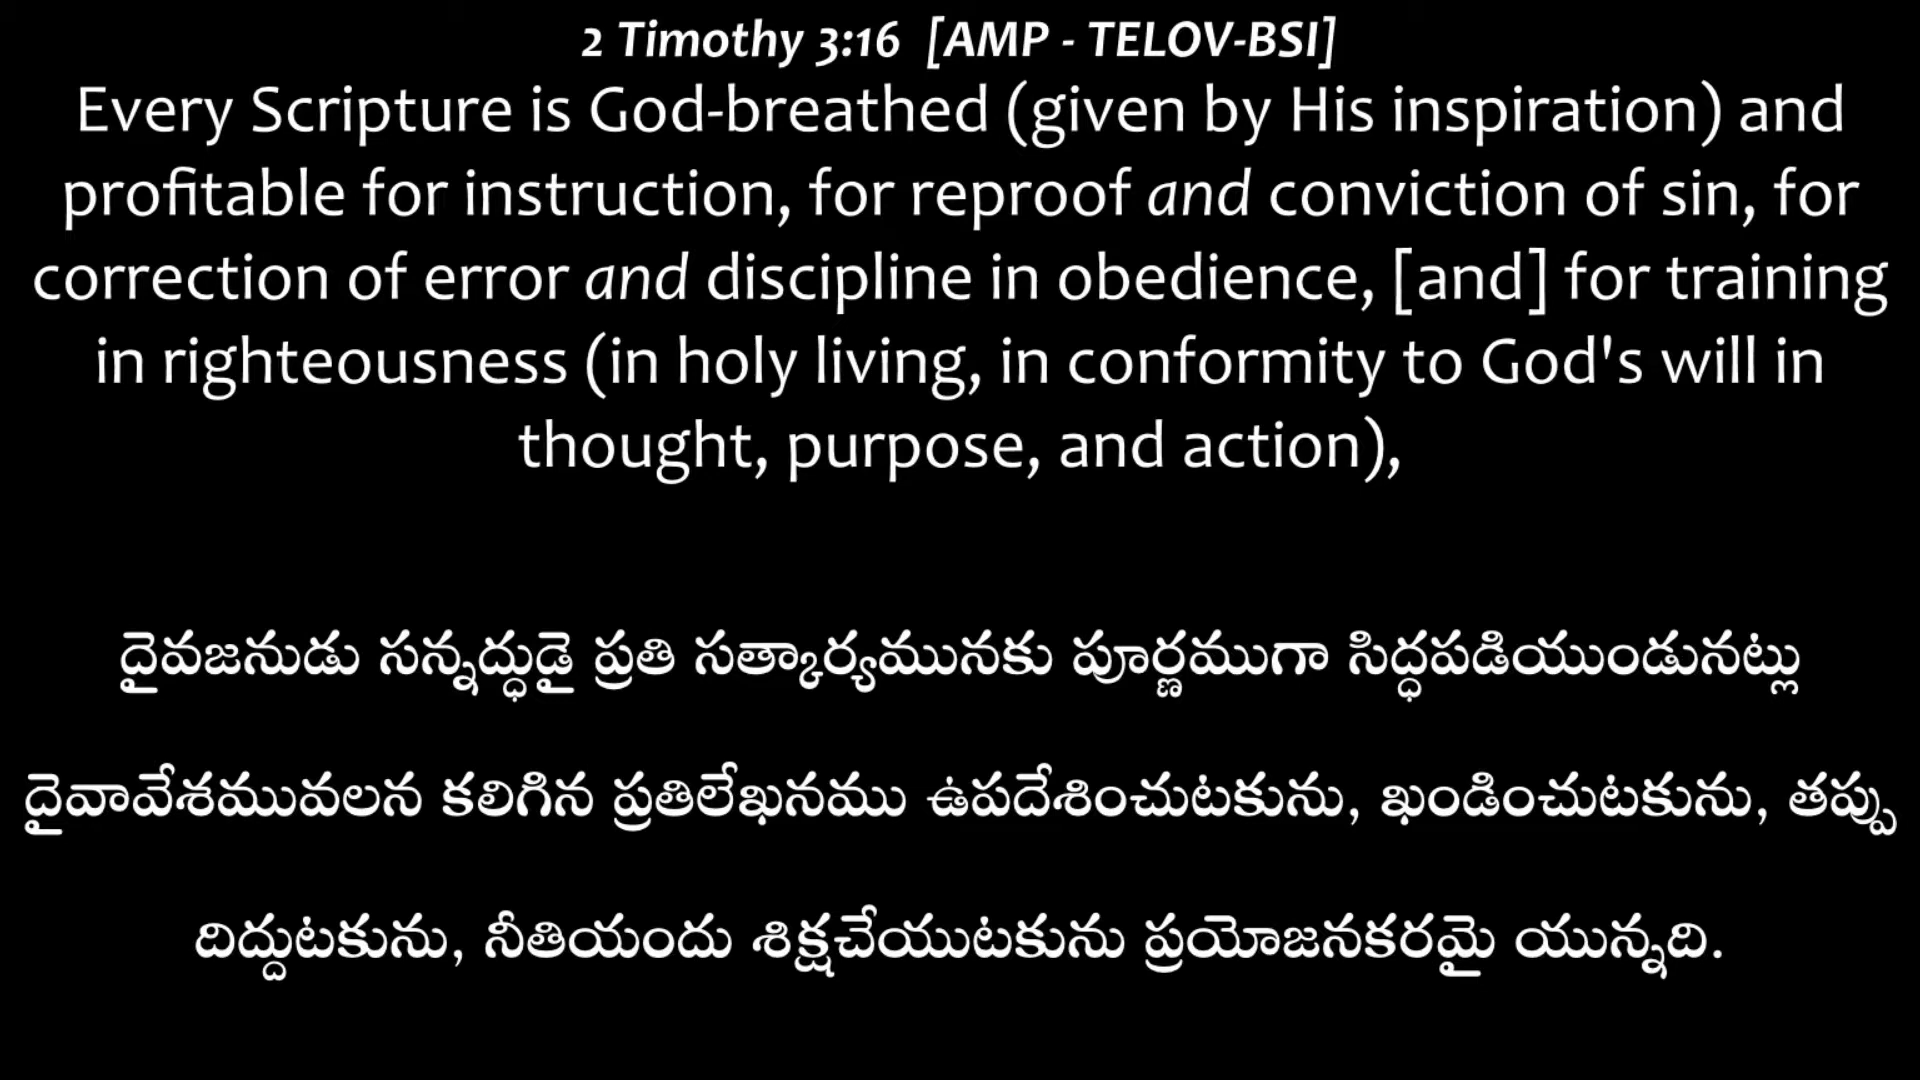 2 Timothy 3:16 [AMP - TELOV-BSI]
Every Scripture is God-breathed (given by His inspiration) and
profitable for instruction, for reproof and conviction of sin, for
correction of error and discipline in obedience, [and] for training
in righteousness (in holy living, in conformity to God's will in
thought, purpose, and action),
దైవజనుడు సన్నద్ధుడై ప్రతి సత్కార్యమునకు పూర్ణముగా సిద్ధపడియుండునట్లు
దైవావేశమువలన కలిగిన ప్రతిలేఖనము ఉపదేశించుటకును, ఖండించుటకును, తప్పు
దిద్దుటకును, నీతియందు శిక్షచేయుటకును ప్రయోజనకరమై యున్నది.